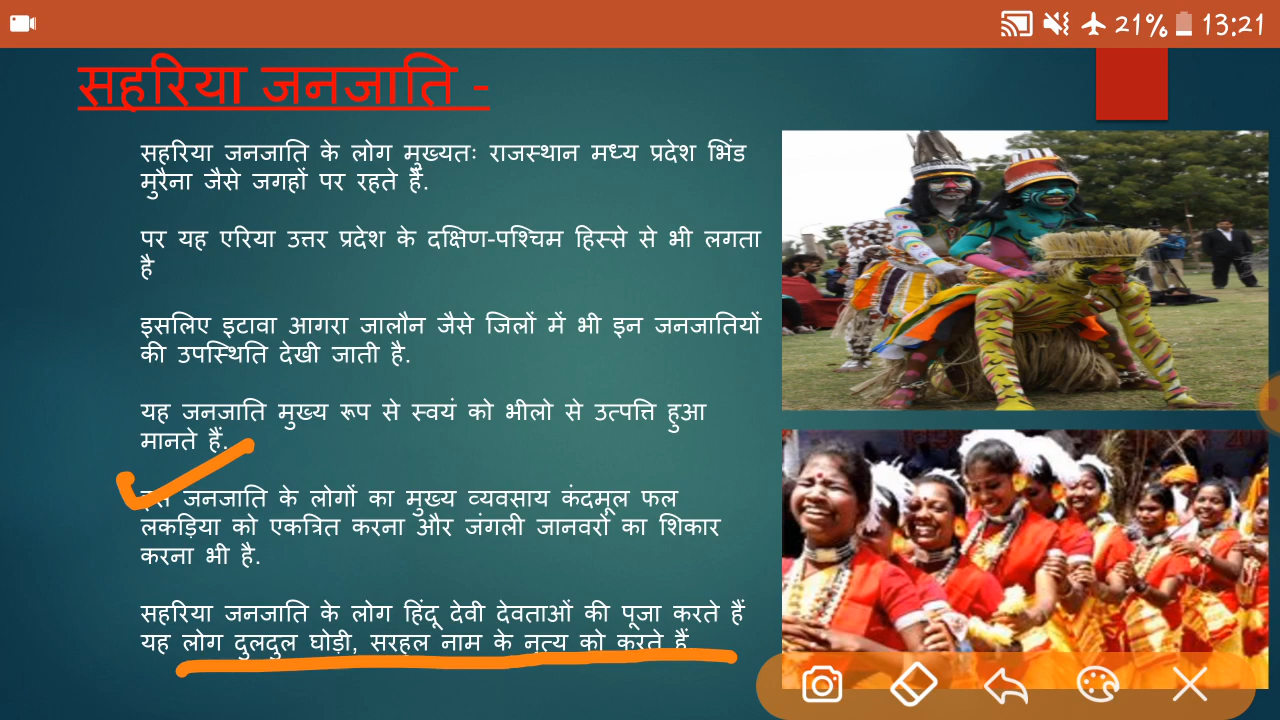 21% 13:21
सहरिया जनजाति -
सहरिया जनजाति के लोग मुख्यतः राजस्थान मध्य प्रदेश भिंड
मुरैना जैसे जगहों पर रहते हैं.
पर यह एरिया उत्तर प्रदेश के दक्षिण-पश्चिम हिस्से से भी लगता
है
इसलिए इटावा आगरा जालौन जैसे जिलों में भी इन जनजातियों
की उपस्थिति देखी जाती है.
यह जनजाति मुख्य रूप से स्वयं को भीलो से उत्पत्ति हुआ
मानते हैं.
इस जनजाति के लोगों का मुख्य व्यवसाय कंदमूल फल
लकड़िया को एकत्रित करना और जंगली जानवरों का शिकार
करना भी है.
सहरिया जनजाति के लोग हिंदू देवी देवताओं की पूजा करते हैं
यह लोग दुलदुल घोड़ी, सरहल नाम के नृत्य को करते हैं.